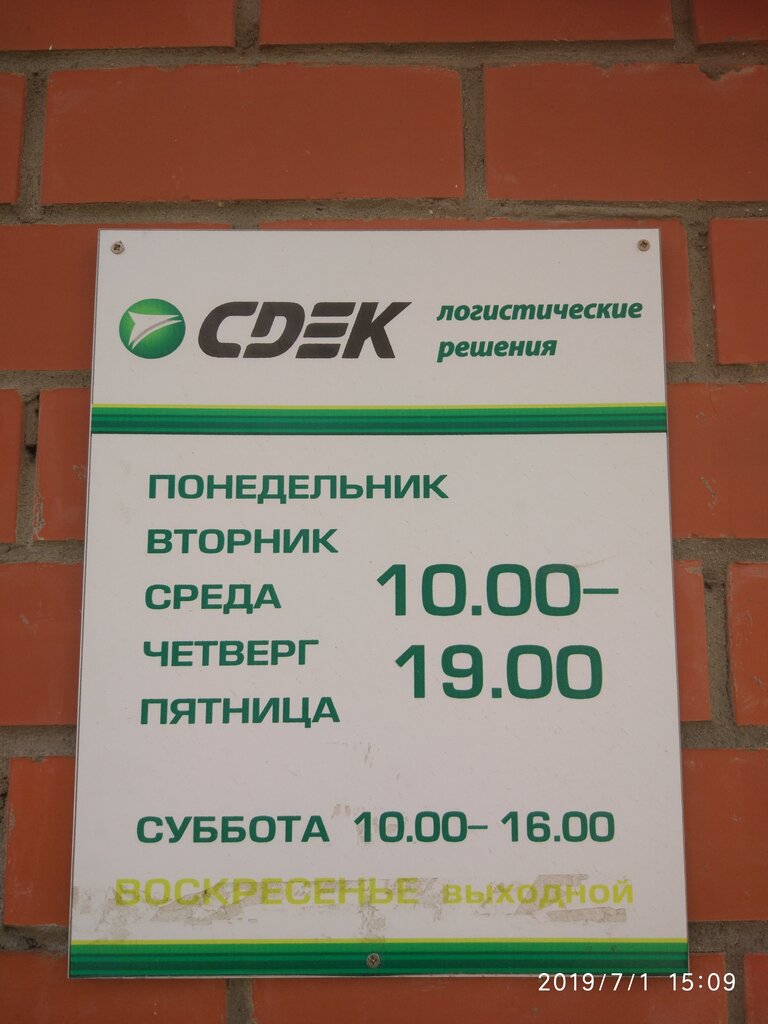 СДЕК логистические
решения
ПОНЕДЕЛЬНИК
ВТОРНИК
СРЕДА
ЧЕТВЕРГ
ПЯТНИЦА
10.00–
19.00
СУББОТА 10.00– 16.00
ВОСКРЕСЕНЬЕ выходной
2019/7/1 15:09